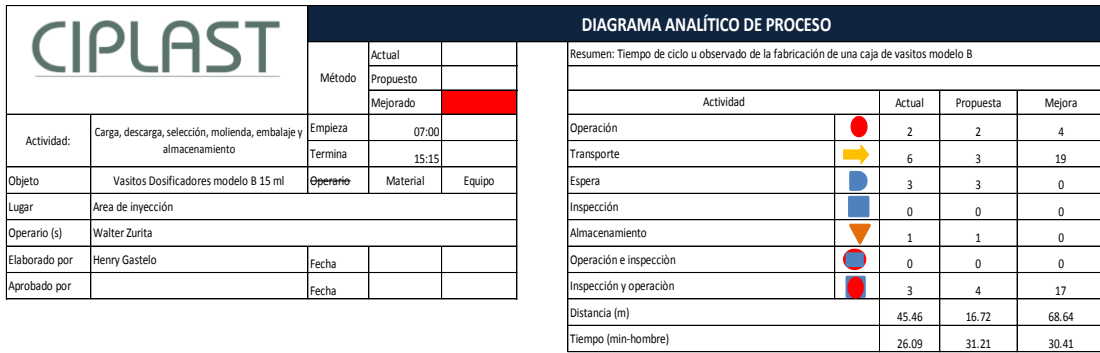 CIPLAST
DIAGRAMA ANALÍTICO DE PROCESO
Método
Actual
Propuesto
Mejorado
Resumen: Tiempo de ciclo u observado de la fabricación de una caja de vasitos modelo B
Actividad Actual Propuesta Mejora
Actividad:
Carga, descarga, selección, molienda, embalaje y
almacenamiento
Empieza 07:00
Termina 15:15
Objeto Vasitos Dosificadores modelo B 15 ml Operario Material Equipo
Lugar Area de inyección
Operario (s) Walter Zurita
Elaborado por Henry Gastelo Fecha
Aprobado por Fecha
Operación 2 2 4
Transporte 6 3 19
Espera 3 3 0
Inspección 0 0 0
Almacenamiento 1 1 0
Operación e inspecciòn 0 0 0
Inspección y operaciòn 3 4 17
Distancia (m) 45.46 16.72 68.64
Tiempo (min-hombre) 26.09 31.21 30.41